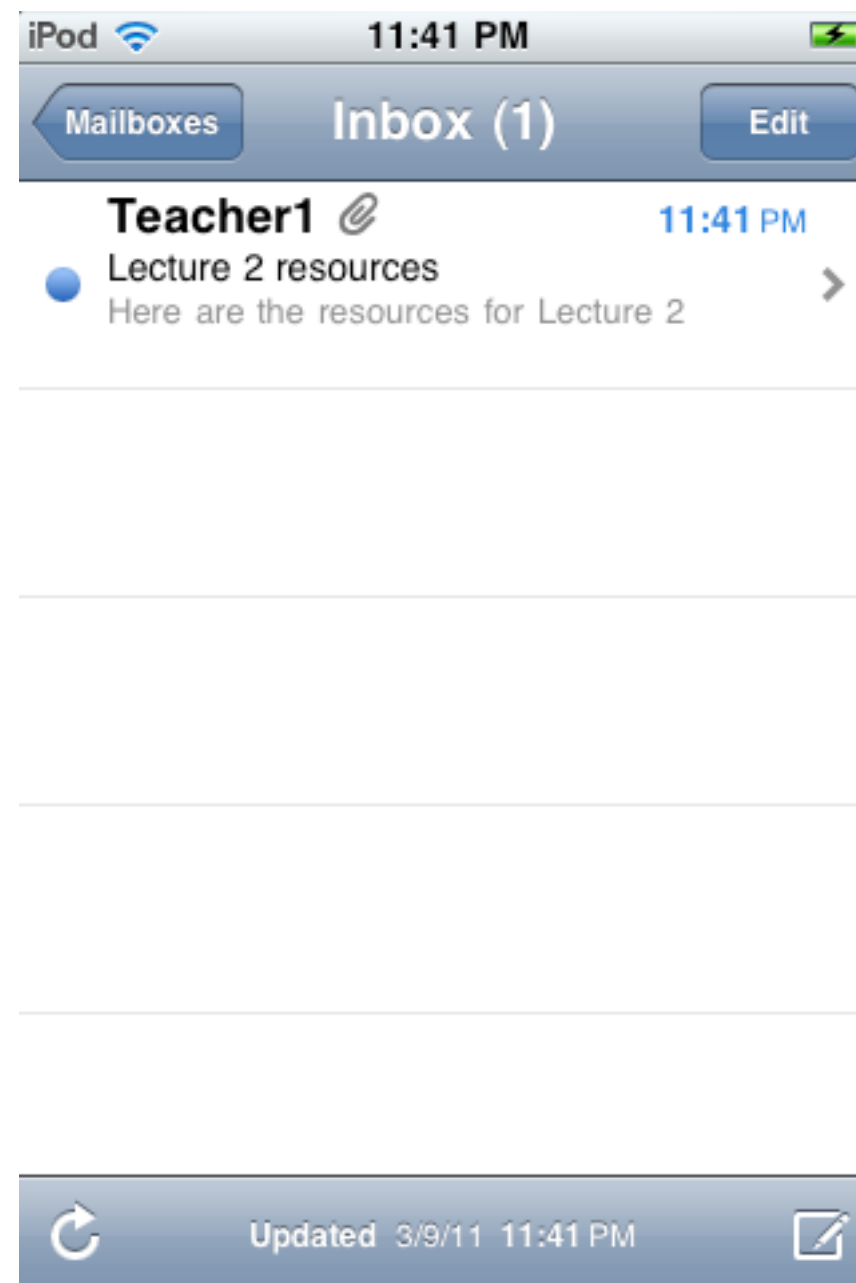 iPod 11:41 PM
Mailboxes Inbox (1) Edit
Teacher1 11:41 PM
Lecture 2 resources
Here are the resources for Lecture 2
Updated 3/9/11 11:41 PM